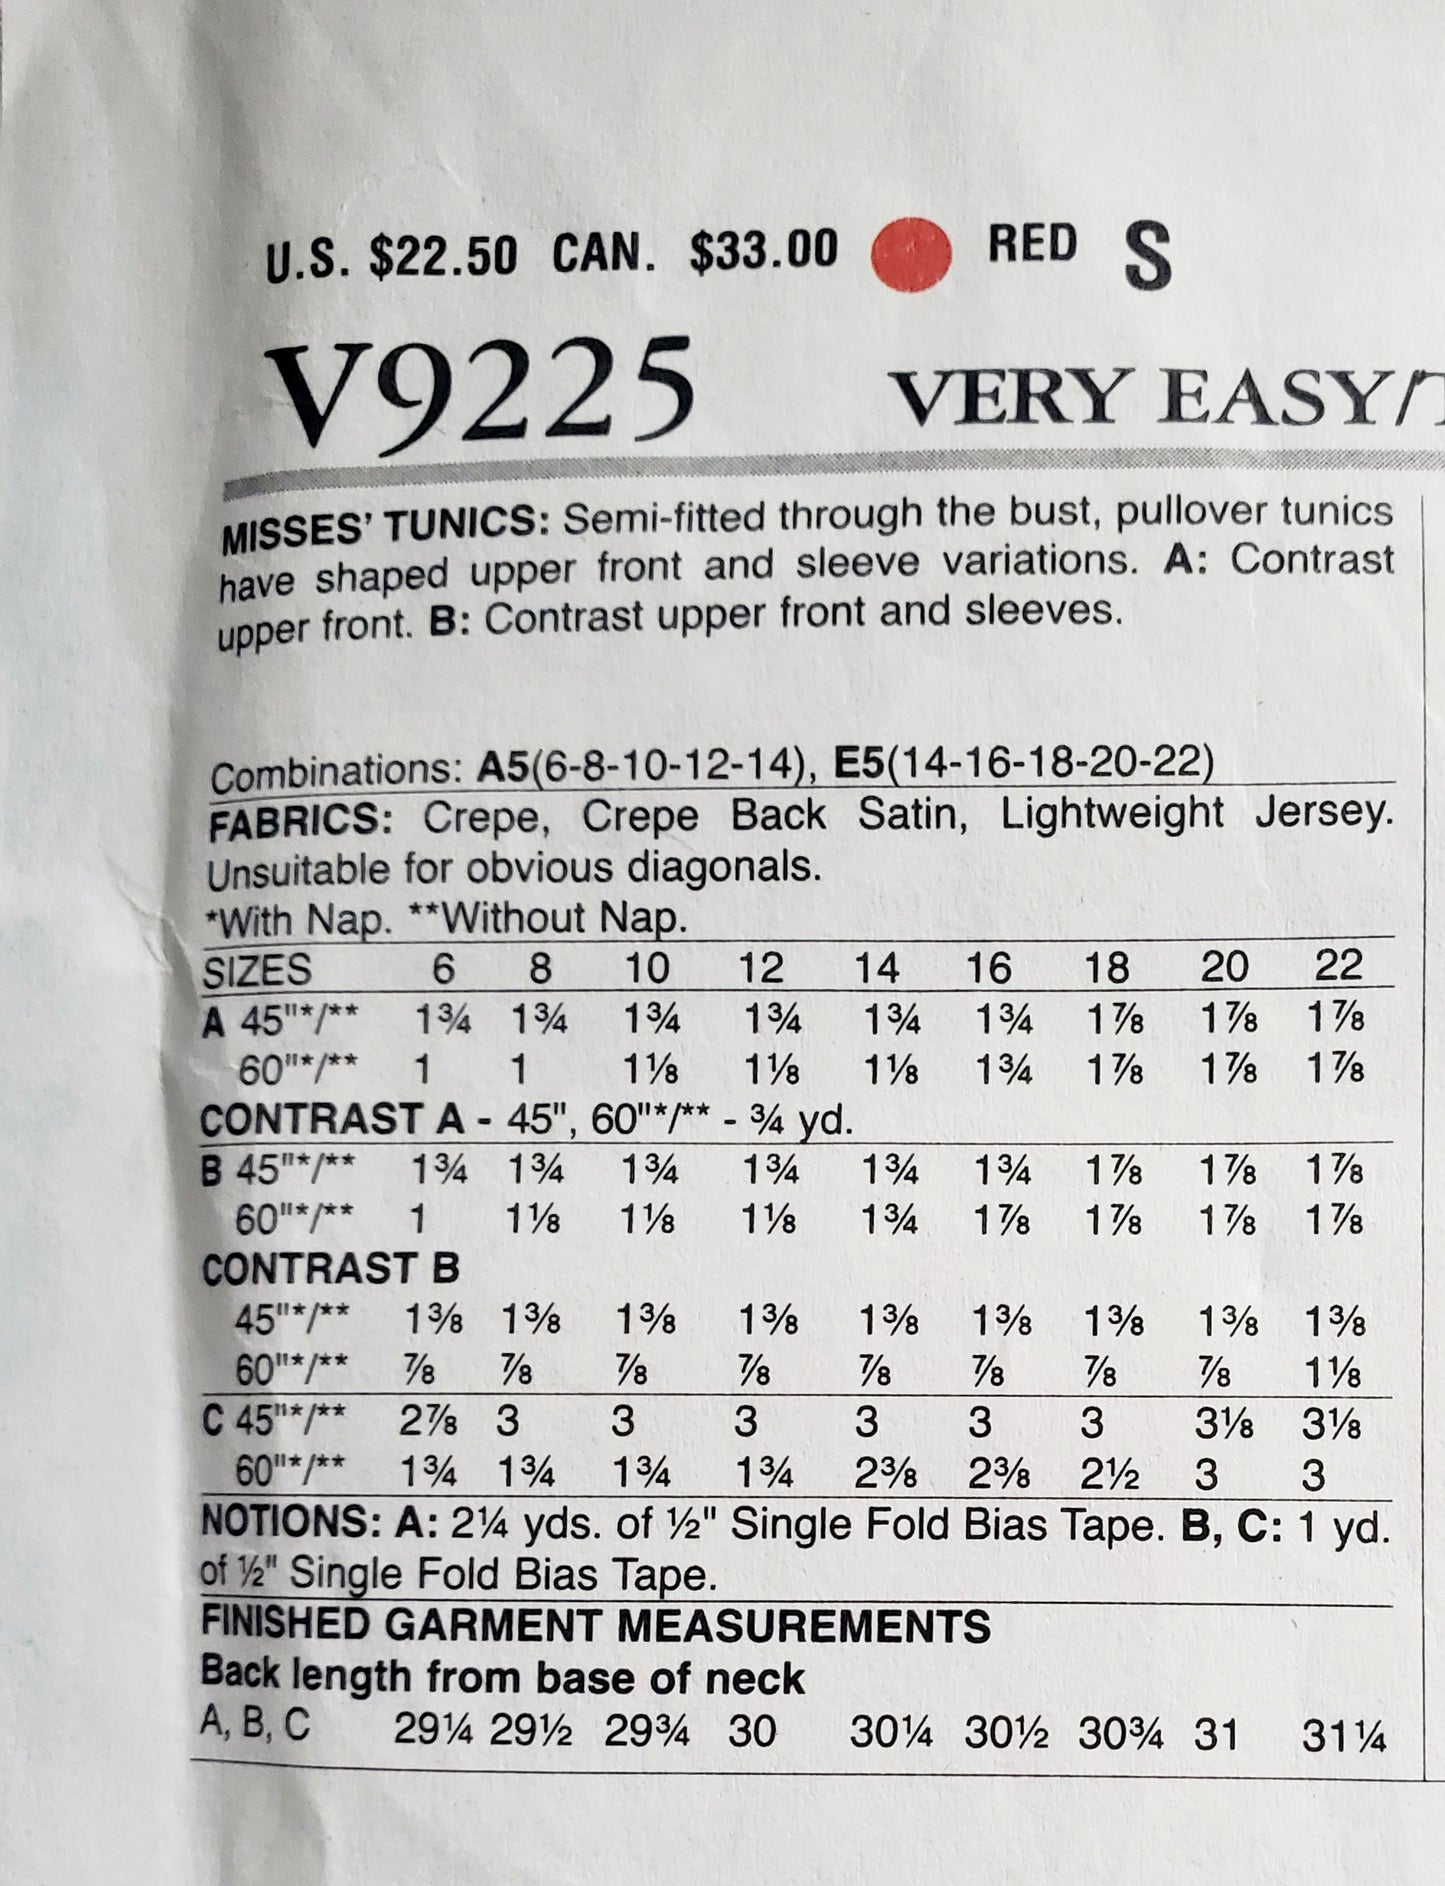 U.S. $22.50 CAN. $33.00 RED S
V9225 VERY EASY/
MISSES' TUNICS: Semi-fitted through the bust, pullover tunics
have shaped upper front and sleeve variations. A: Contrast
upper front. B: Contrast upper front and sleeves.
Combinations: A5(6-8-10-12-14), E5(14-16-18-20-22)
FABRICS: Crepe, Crepe Back Satin, Lightweight Jersey.
Unsuitable for obvious diagonals.
*With Nap. **Without Nap.
SIZES 6 8 10 12 14 16 18 20 22
A 45"*/** 1¾ 1¾ 1¾ 1¾ 1¾ 1¾ 1⅞ 1⅞ 1⅞
60"*/** 1 1 1⅛ 1⅛ 1⅛ 1¾ 1⅞ 1⅞ 1⅞
CONTRAST A - 45", 60"*/** - ¾ yd.
B 45"*/** 1¾ 1¾ 1¾ 1¾ 1¾ 1¾ 1⅞ 1⅞ 1⅞
60"*/** 1 1⅛ 1⅛ 1⅛ 1¾ 1⅞ 1⅞ 1⅞ 1⅞
CONTRAST B
45"*/** 1⅜ 1⅜ 1⅜ 1⅜ 1⅜ 1⅜ 1⅜ 1⅜ 1⅜
60"*/** ⅞ ⅞ ⅞ ⅞ ⅞ ⅞ ⅞ ⅞ 1⅛
C 45"*/** 2⅞ 3 3 3 3 3 3 3⅛ 3⅛
60"*/** 1¾ 1¾ 1¾ 1¾ 2⅜ 2⅜ 2½ 3 3
NOTIONS: A: 2¼ yds. of ½" Single Fold Bias Tape. B, C: 1 yd.
of ½" Single Fold Bias Tape.
FINISHED GARMENT MEASUREMENTS
Back length from base of neck
A, B, C 29¼ 29½ 29¾ 30 30¼ 30½ 30¾ 31 31¼